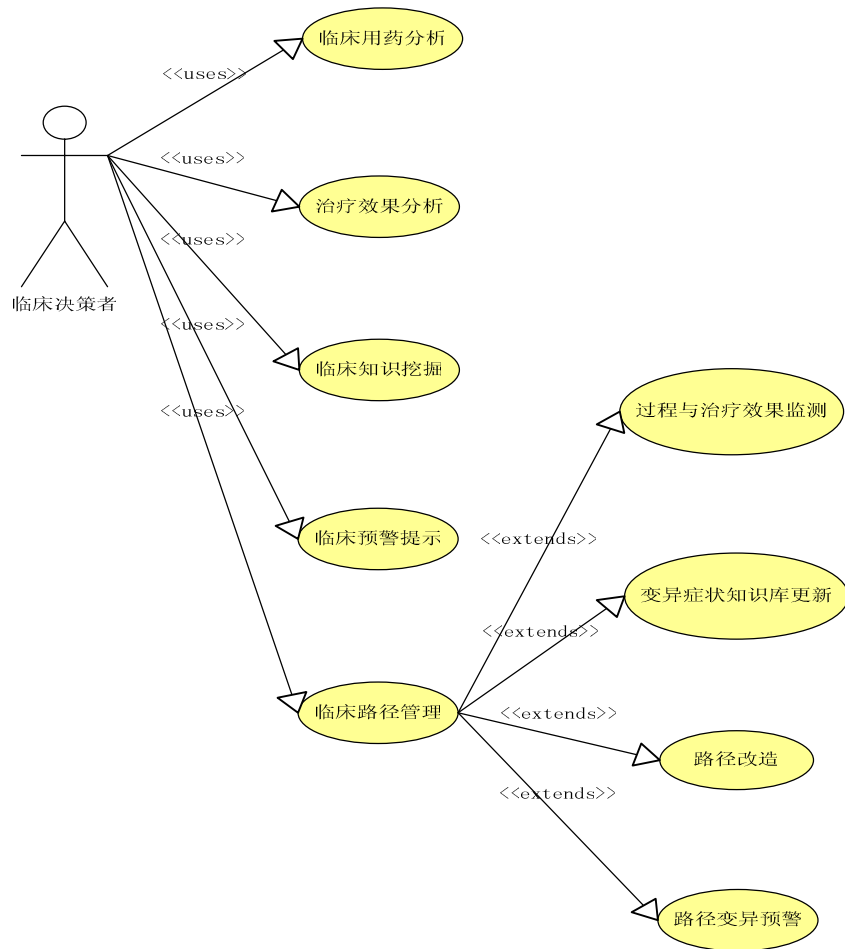 临床用药分析
<<uses>>
<<uses>>
治疗效果分析
<<uses>>
临床决策者
<<uses>>
临床知识挖掘
<<uses>>
过程与治疗效果监测
临床预警提示
<<extends>>
变异症状知识库更新
<<extends>>
临床路径管理
<<extends>>
路径改造
<<extends>>
路径变异预警